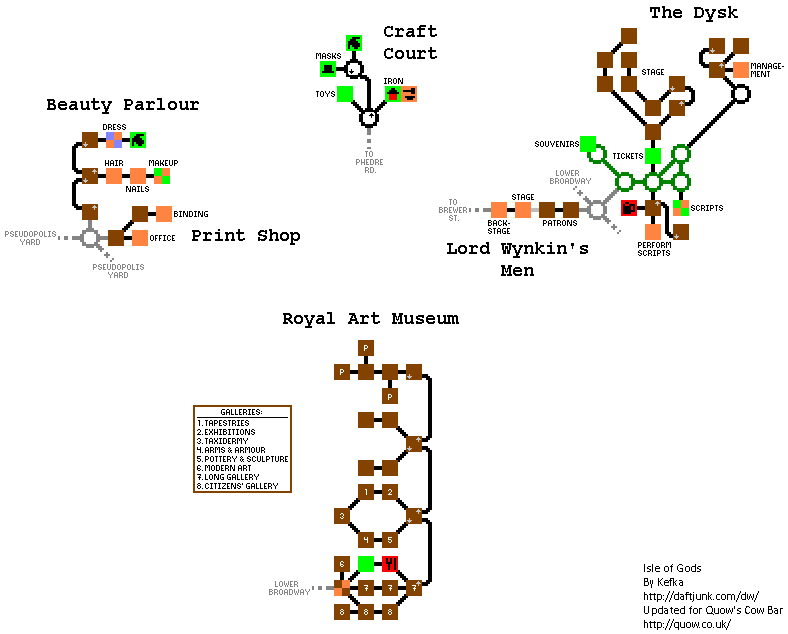 The Dysk
Craft
Court
MASKS
IRON
TOYS
TO
PHEDRE
RD.
STAGE
MANAGE-
MENT
SOUVENIRS
TICKETS
LOWER
BROADWAY
TO
BREWER
ST.
STAGE
BACK-
STAGE
PATRONS
SCRIPTS
PERFORM
SCRIPTS
Lord Wynkin's
Men
Beauty Parlour
DRESS
HAIR
MAKEUP
NAILS
BINDING
OFFICE
PSEUDOPOLIS
YARD
PSEUDOPOLIS
YARD
Print Shop
Royal Art Museum
P
P
P
GALLERIES:
1.TAPESTRIES
2.EXHIBITIONS
3.TAXIDERMY
4.ARMS & ARMOUR
5.POTTERY & SCULPTURE
6.MODERN ART
7.LONG GALLERY
8.CITIZENS' GALLERY
1 2
3
4 5
6
LOWER
BROADWAY
7 7 7
8 8 8
Isle of Gods
By Kefka
http://daftjunk.com/dw/
Updated for Quow's Cow Bar
http://quow.co.uk/